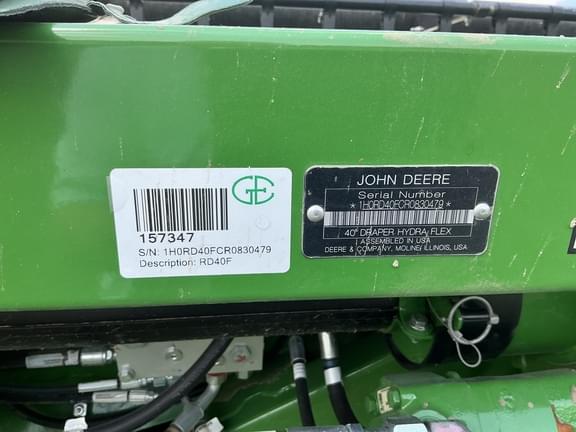 GE
157347
S/N: 1H0RD40FCR0830479
Description: RD40F
JOHN DEERE
Serial Number
*1H0RD40FCR0830479*
40' DRAPER HYDRA FLEX
ASSEMBLED IN USA
DEERE & COMPANY, MOLINE, ILLINOIS, USA